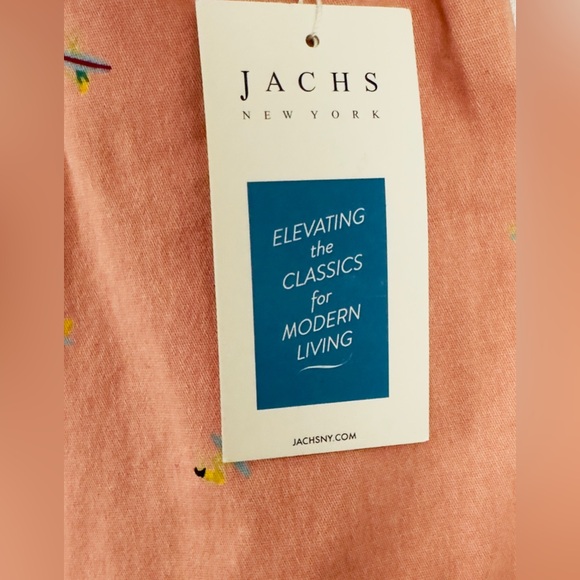 JACHS
NEW YORK
ELEVATING
the
CLASSICS
for
MODERN
LIVING
JACHSNY.COM